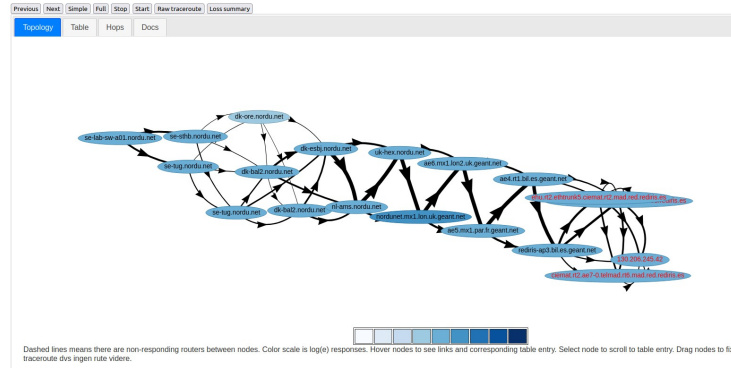 Previous Next Simple Full Stop Start Raw traceroute Loss summary
Topology Table Hops Docs
dk-ore.nordu.net
se-lab-sw-a01.nordu.net
se-sthb.nordu.net
dk-esbj.nordu.net
uk-hex.nordu.net
ae6.mx1.lon2.uk.geant.net
se-tug.nordu.net
dk-bal2.nordu.net
ae4.rt1.bil.es.geant.net
se-lug.nordu.net
dk-bal2.nordu.net
nl-ams.nordu.net
nordunet.mx1.lon.uk.geant.net
ae5.mx1.par.fr.geant.net
rediris-ap3.bil.es.geant.net
130.206.245.42
Dashed lines means there are non-responding routers between nodes. Color scale is log(e) responses. Hover nodes to see links and corresponding table entry. Select node to scroll to table entry. Drag nodes to fi
traceroute dvs ingen rute videre.